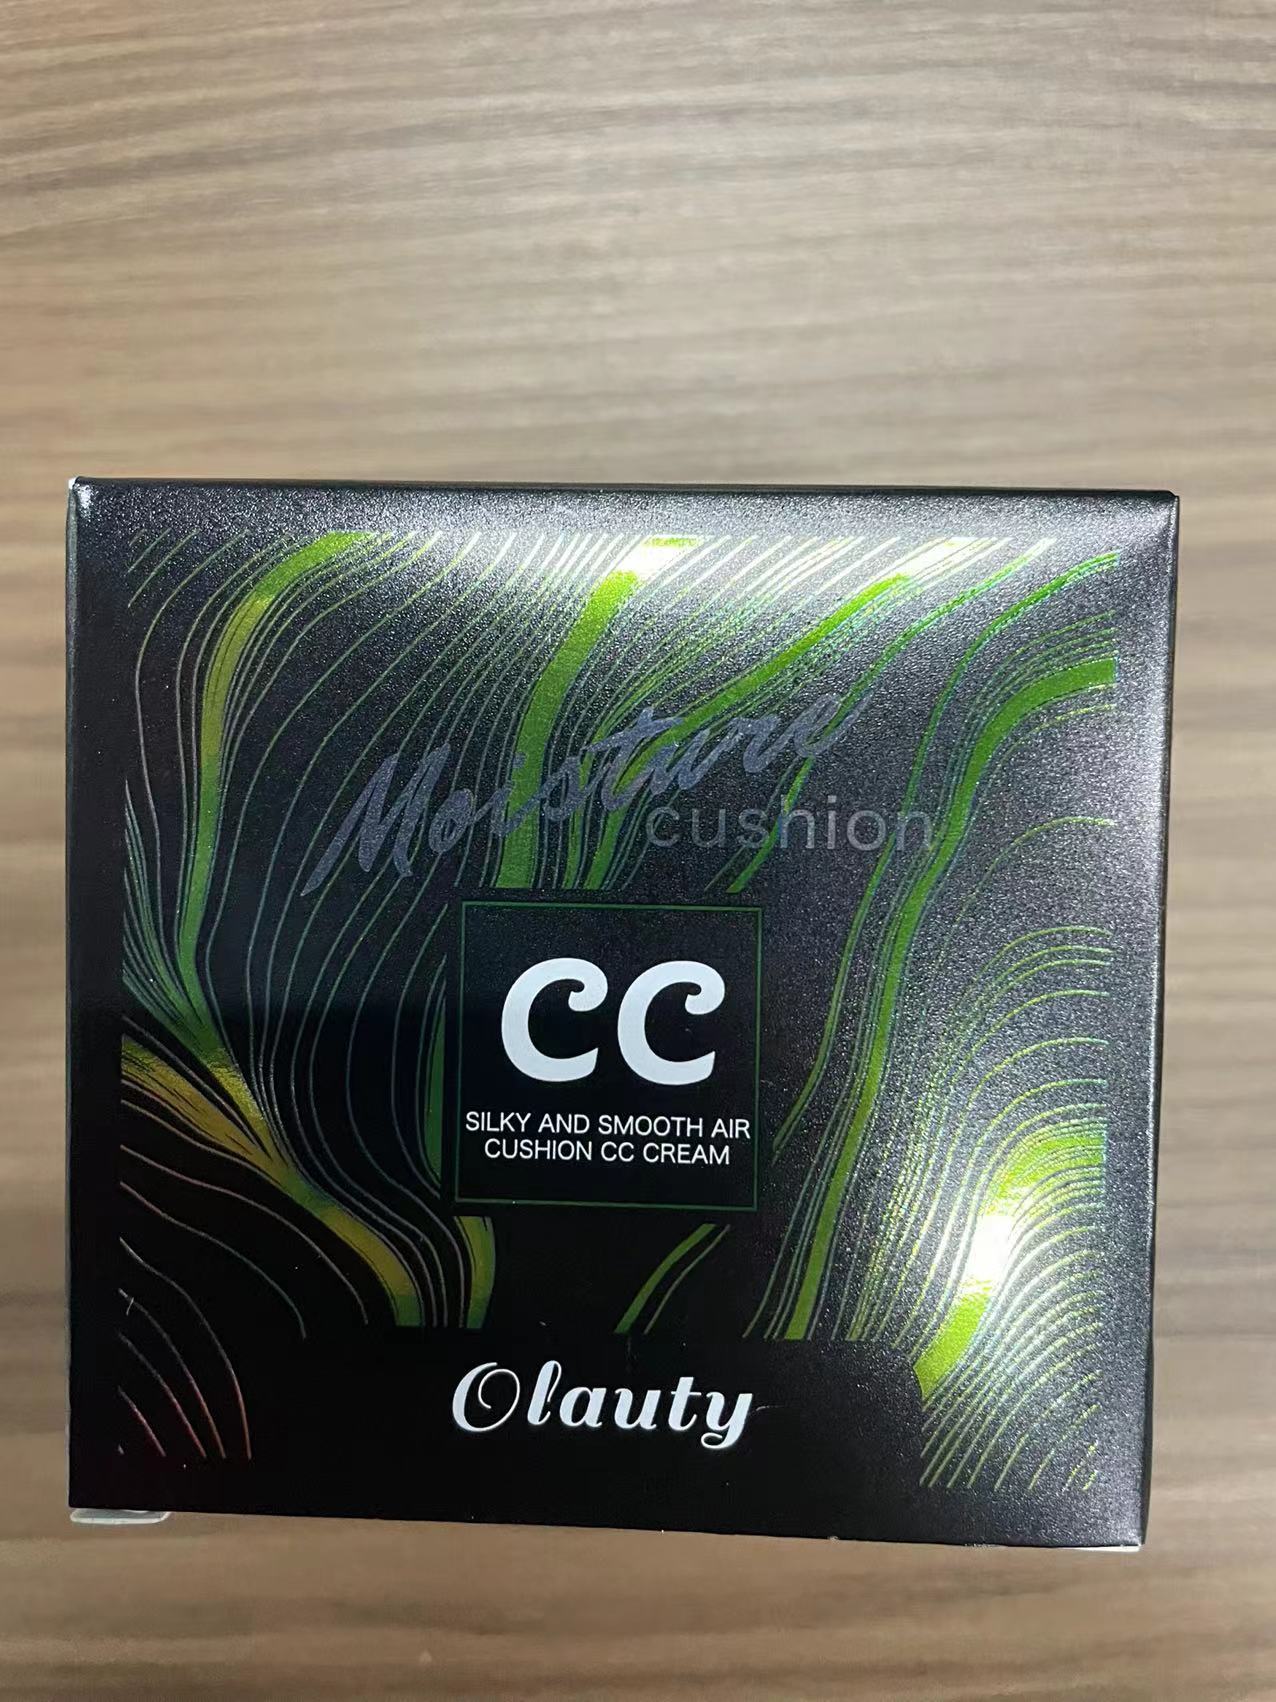 Moisture
cushion
CC
SILKY AND SMOOTH AIR
CUSHION CC CREAM
Olauty